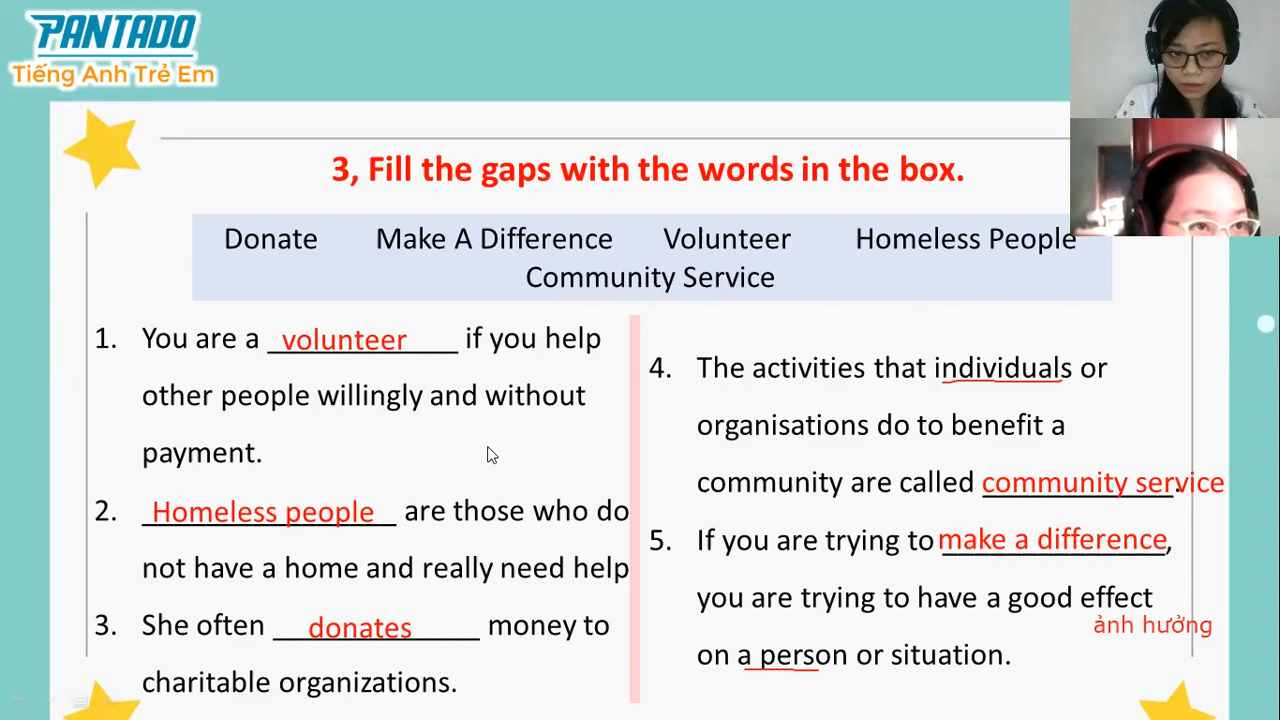 PANTADO
Tiếng Anh Trẻ Em
3, Fill the gaps with the words in the box.
Donate Make A Difference Volunteer Homeless People
Community Service
1. You are a volunteer if you help
other people willingly and without
payment.
2. Homeless people are those who do
not have a home and really need help
3. She often donates money to
charitable organizations.
4. The activities that individuals or
organisations do to benefit a
community are called community service.
5. If you are trying to make a difference,
you are trying to have a good effect
ảnh hưởng
on a person or situation.